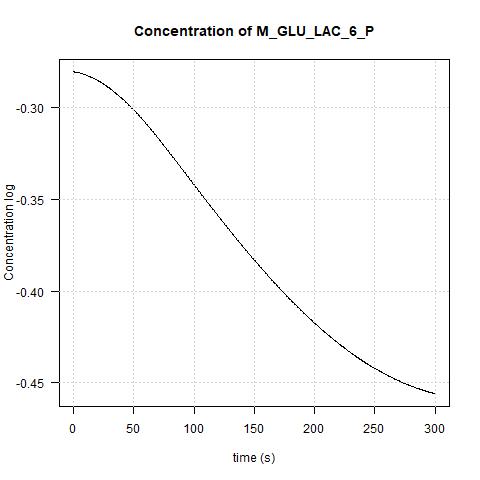 Concentration of M_GLU_LAC_6_P
Concentration log
-0.30
-0.35
-0.40
-0.45
0 50 100 150 200 250 300
time (s)